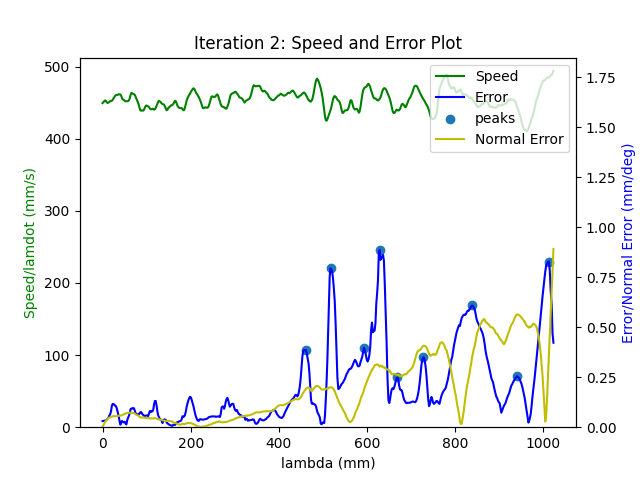 Iteration 2: Speed and Error Plot
Speed
Error
peaks
Normal Error
Speed/lamdot (mm/s)
500
400
300
200
100
0
Error/Normal Error (mm/deg)
1.75
1.50
1.25
1.00
0.75
0.50
0.25
0.00
0 200 400 600 800 1000
lambda (mm)